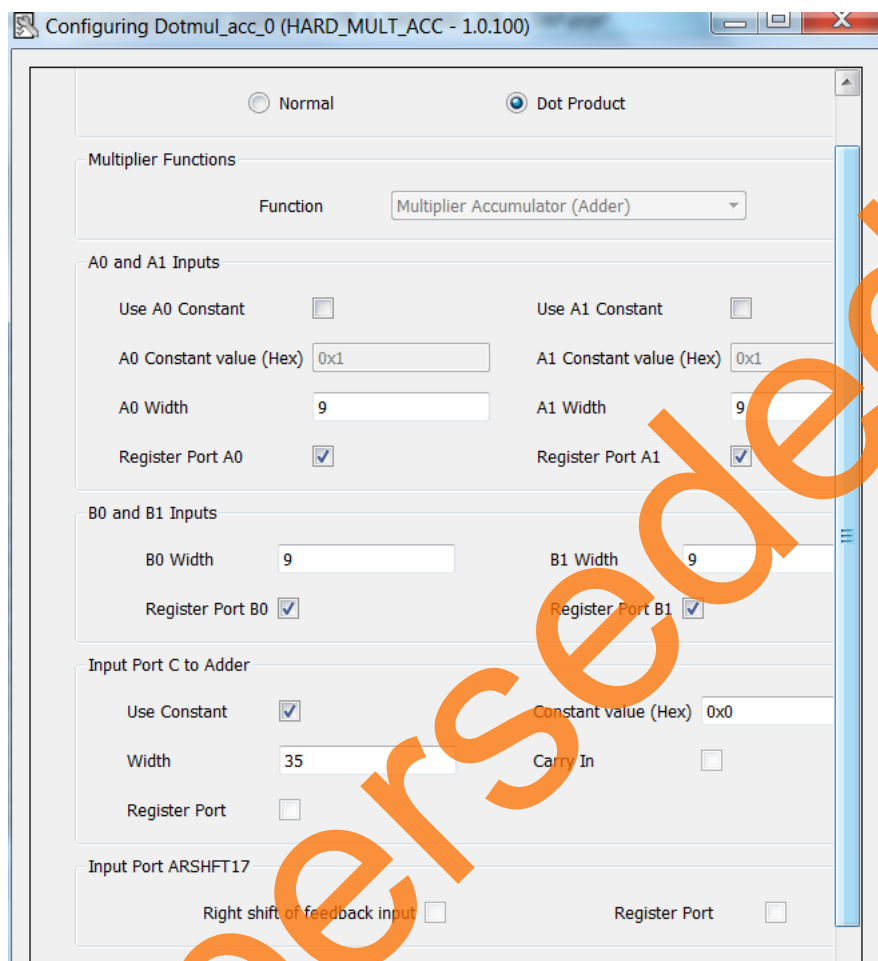 Configuring Dotmul_acc_0 (HARD_MULT_ACC - 1.0.100)
Normal
Dot Product
Multiplier Functions
Function
Multiplier Accumulator (Adder)
A0 and A1 Inputs
Use A0 Constant
Use A1 Constant
A0 Constant value (Hex) 0x1
A1 Constant value (Hex) 0x1
A0 Width 9
A1 Width 9
Register Port A0
Register Port A1
B0 and B1 Inputs
B0 Width 9
B1 Width 9
Register Port B0
Register Port B1
Input Port C to Adder
Use Constant
Constant value (Hex) 0x0
Width 35
Carry In
Register Port
Input Port ARSHFT17
Right shift of feedback input
Register Port
perseded